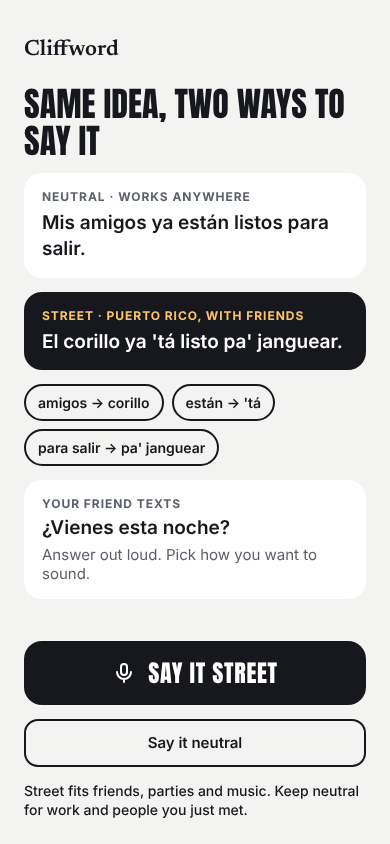 Cliffword
SAME IDEA, TWO WAYS TO
SAY IT
NEUTRAL · WORKS ANYWHERE
Mis amigos ya están listos para
salir.
STREET · PUERTO RICO, WITH FRIENDS
El corillo ya 'tá listo pa' janguear.
amigos → corillo
están → 'tá
para salir → pa' janguear
YOUR FRIEND TEXTS
¿Vienes esta noche?
Answer out loud. Pick how you want to
sound.
SAY IT STREET
Say it neutral
Street fits friends, parties and music. Keep neutral
for work and people you just met.